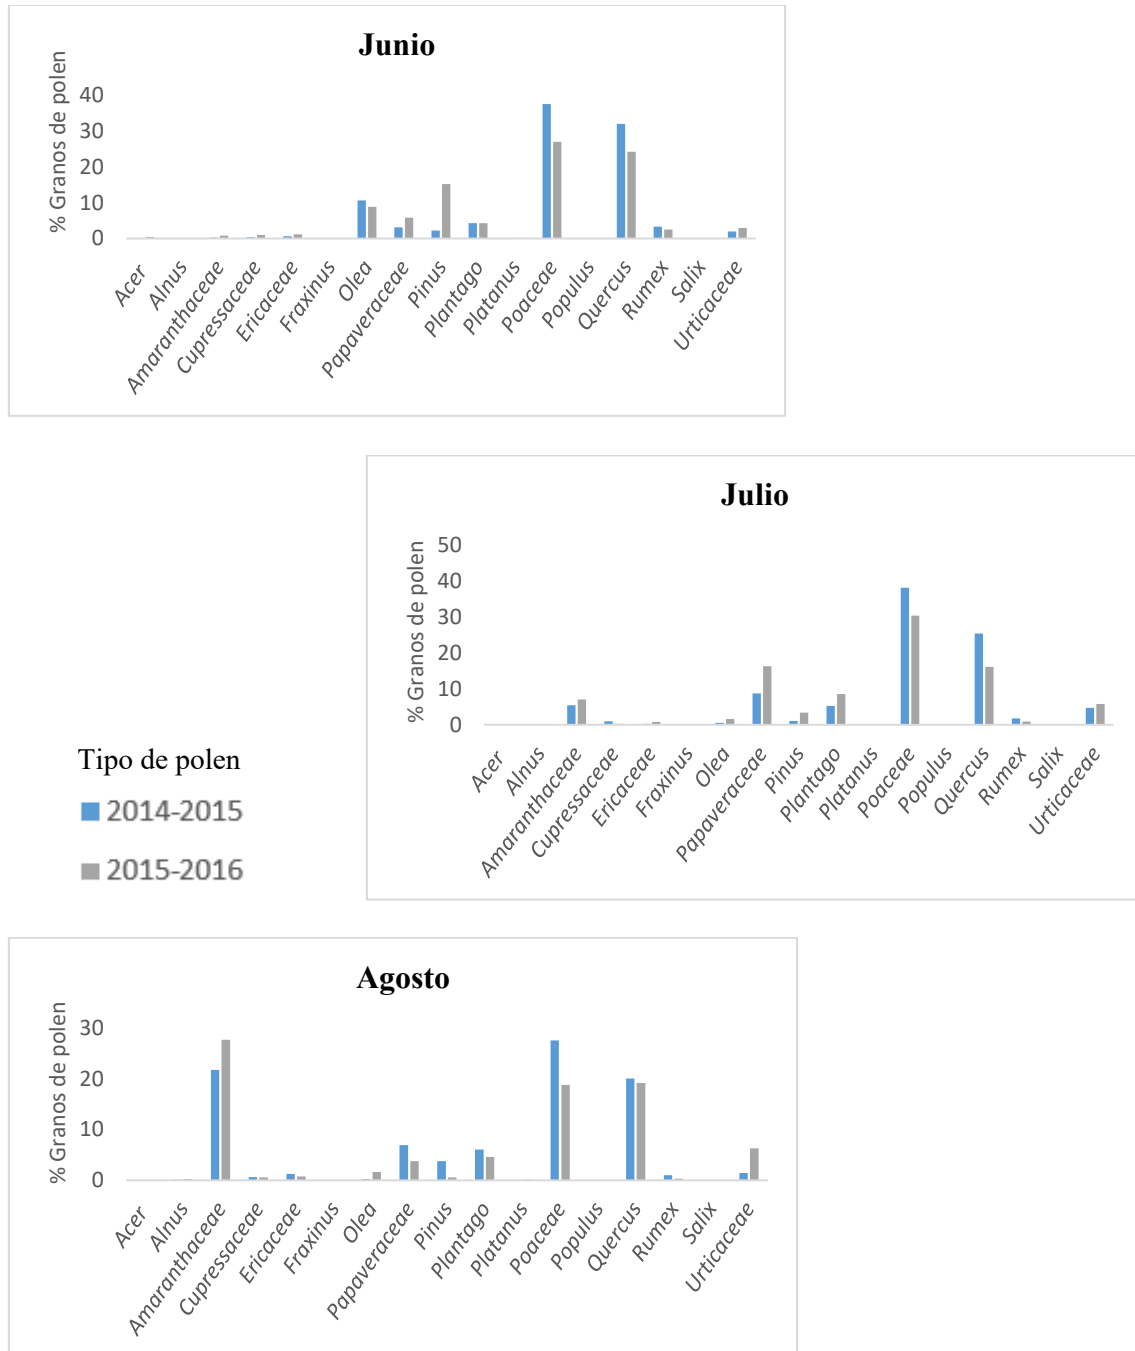 Junio
% Granos de polen
40
30
20
10
0
Acer
Alnus
Amaranthaceae
Cupressaceae
Ericaceae
Fraxinus
Olea
Papaveraceae
Pinus
Plantago
Platanus
Poaceae
Populus
Quercus
Rumex
Salix
Urticaceae
Julio
% Granos de polen
50
40
30
20
10
0
Acer
Alnus
Amaranthaceae
Cupressaceae
Ericaceae
Fraxinus
Olea
Papaveraceae
Pinus
Plantago
Platanus
Poaceae
Populus
Quercus
Rumex
Salix
Urticaceae
Tipo de polen
2014-2015
2015-2016
Agosto
% Granos de polen
30
20
10
0
Acer
Alnus
Amaranthaceae
Cupressaceae
Ericaceae
Fraxinus
Olea
Papaveraceae
Pinus
Plantago
Platanus
Poaceae
Populus
Quercus
Rumex
Salix
Urticaceae